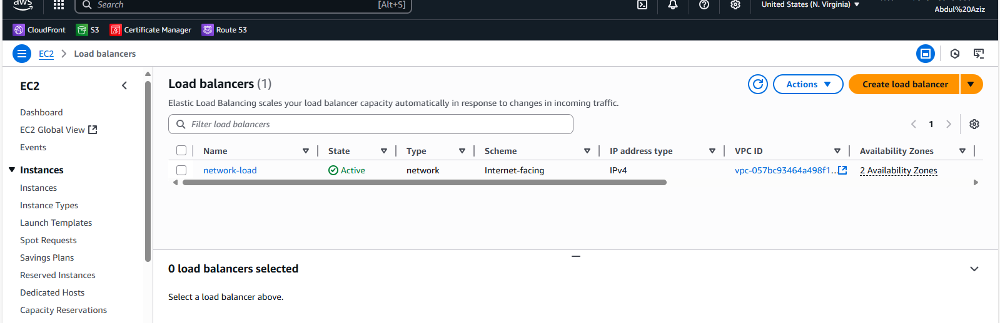 aws
Search
[Alt+S]
United States (N. Virginia)
Abdul%20Aziz
CloudFront
S3
Certificate Manager
Route 53
EC2
Load balancers
EC2
Dashboard
EC2 Global View
Events
Instances
Instances
Instance Types
Launch Templates
Spot Requests
Savings Plans
Reserved Instances
Dedicated Hosts
Capacity Reservations
Load balancers (1)
Actions
Create load balancer
Elastic Load Balancing scales your load balancer capacity automatically in response to changes in incoming traffic.
Filter load balancers
1
Name State Type Scheme IP address type VPC ID Availability Zones
network-load Active network Internet-facing IPv4 vpc-057bc93464a498f1... 2 Availability Zones
0 load balancers selected
Select a load balancer above.